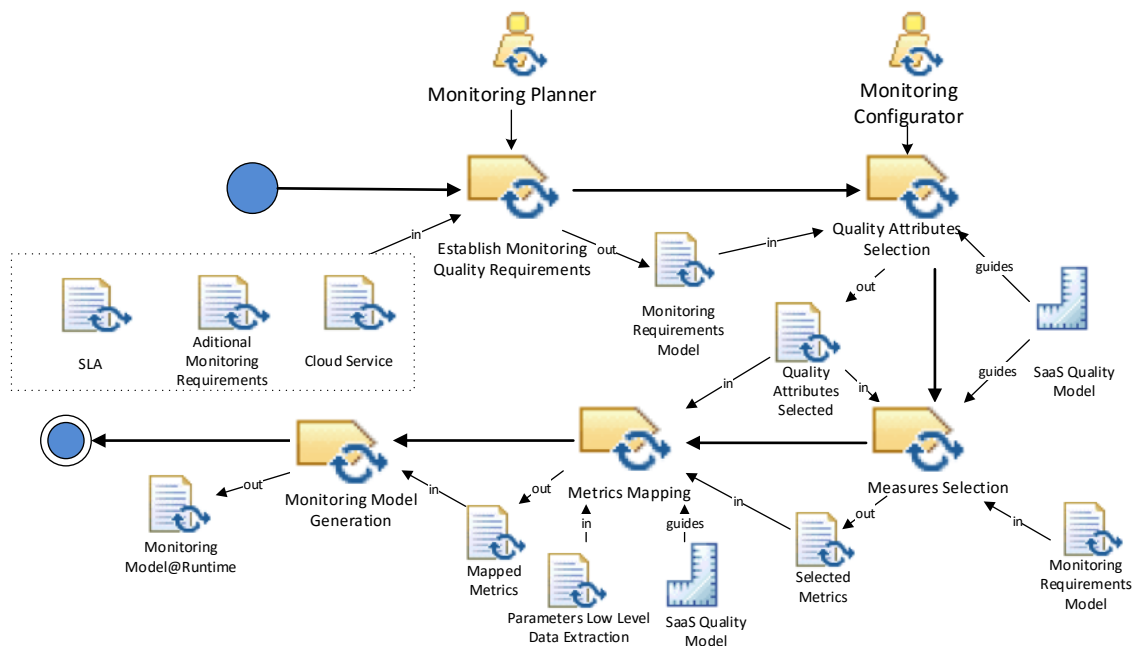 Monitoring Planner
Monitoring
Configurator
Establish Monitoring
Quality Requirements
Quality Attributes
Selection
in
out
in
Monitoring
Requirements
Model
out
guides
guides
SaaS Quality
Model
SLA
Aditional
Monitoring
Requirements
Cloud Service
Quality
Attributes
Selected
in
in
Monitoring Model
Generation
Metrics Mapping
Measures Selection
out
Monitoring
Model@Runtime
in
out
Mapped
Metrics
in
Parameters Low Level
Data Extraction
guides
SaaS Quality
Model
in
out
Selected
Metrics
in
Monitoring
Requirements
Model